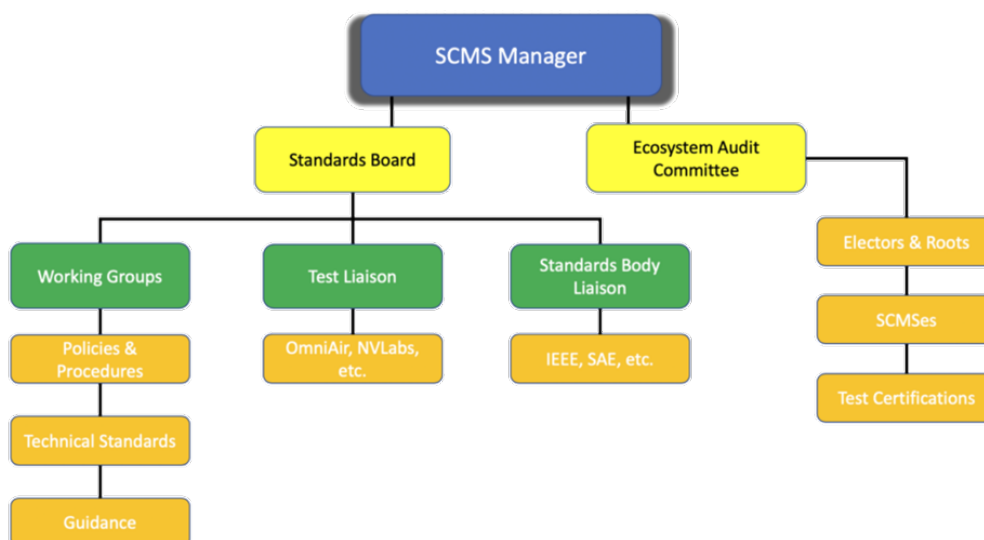 SCMS Manager
Standards Board
Ecosystem Audit
Committee
Electors & Roots
Working Groups
Test Liaison
Standards Body
Liaison
SCMSes
Policies &
Procedures
OmniAir, NVLabs,
etc.
IEEE, SAE, etc.
Test Certifications
Technical Standards
Guidance